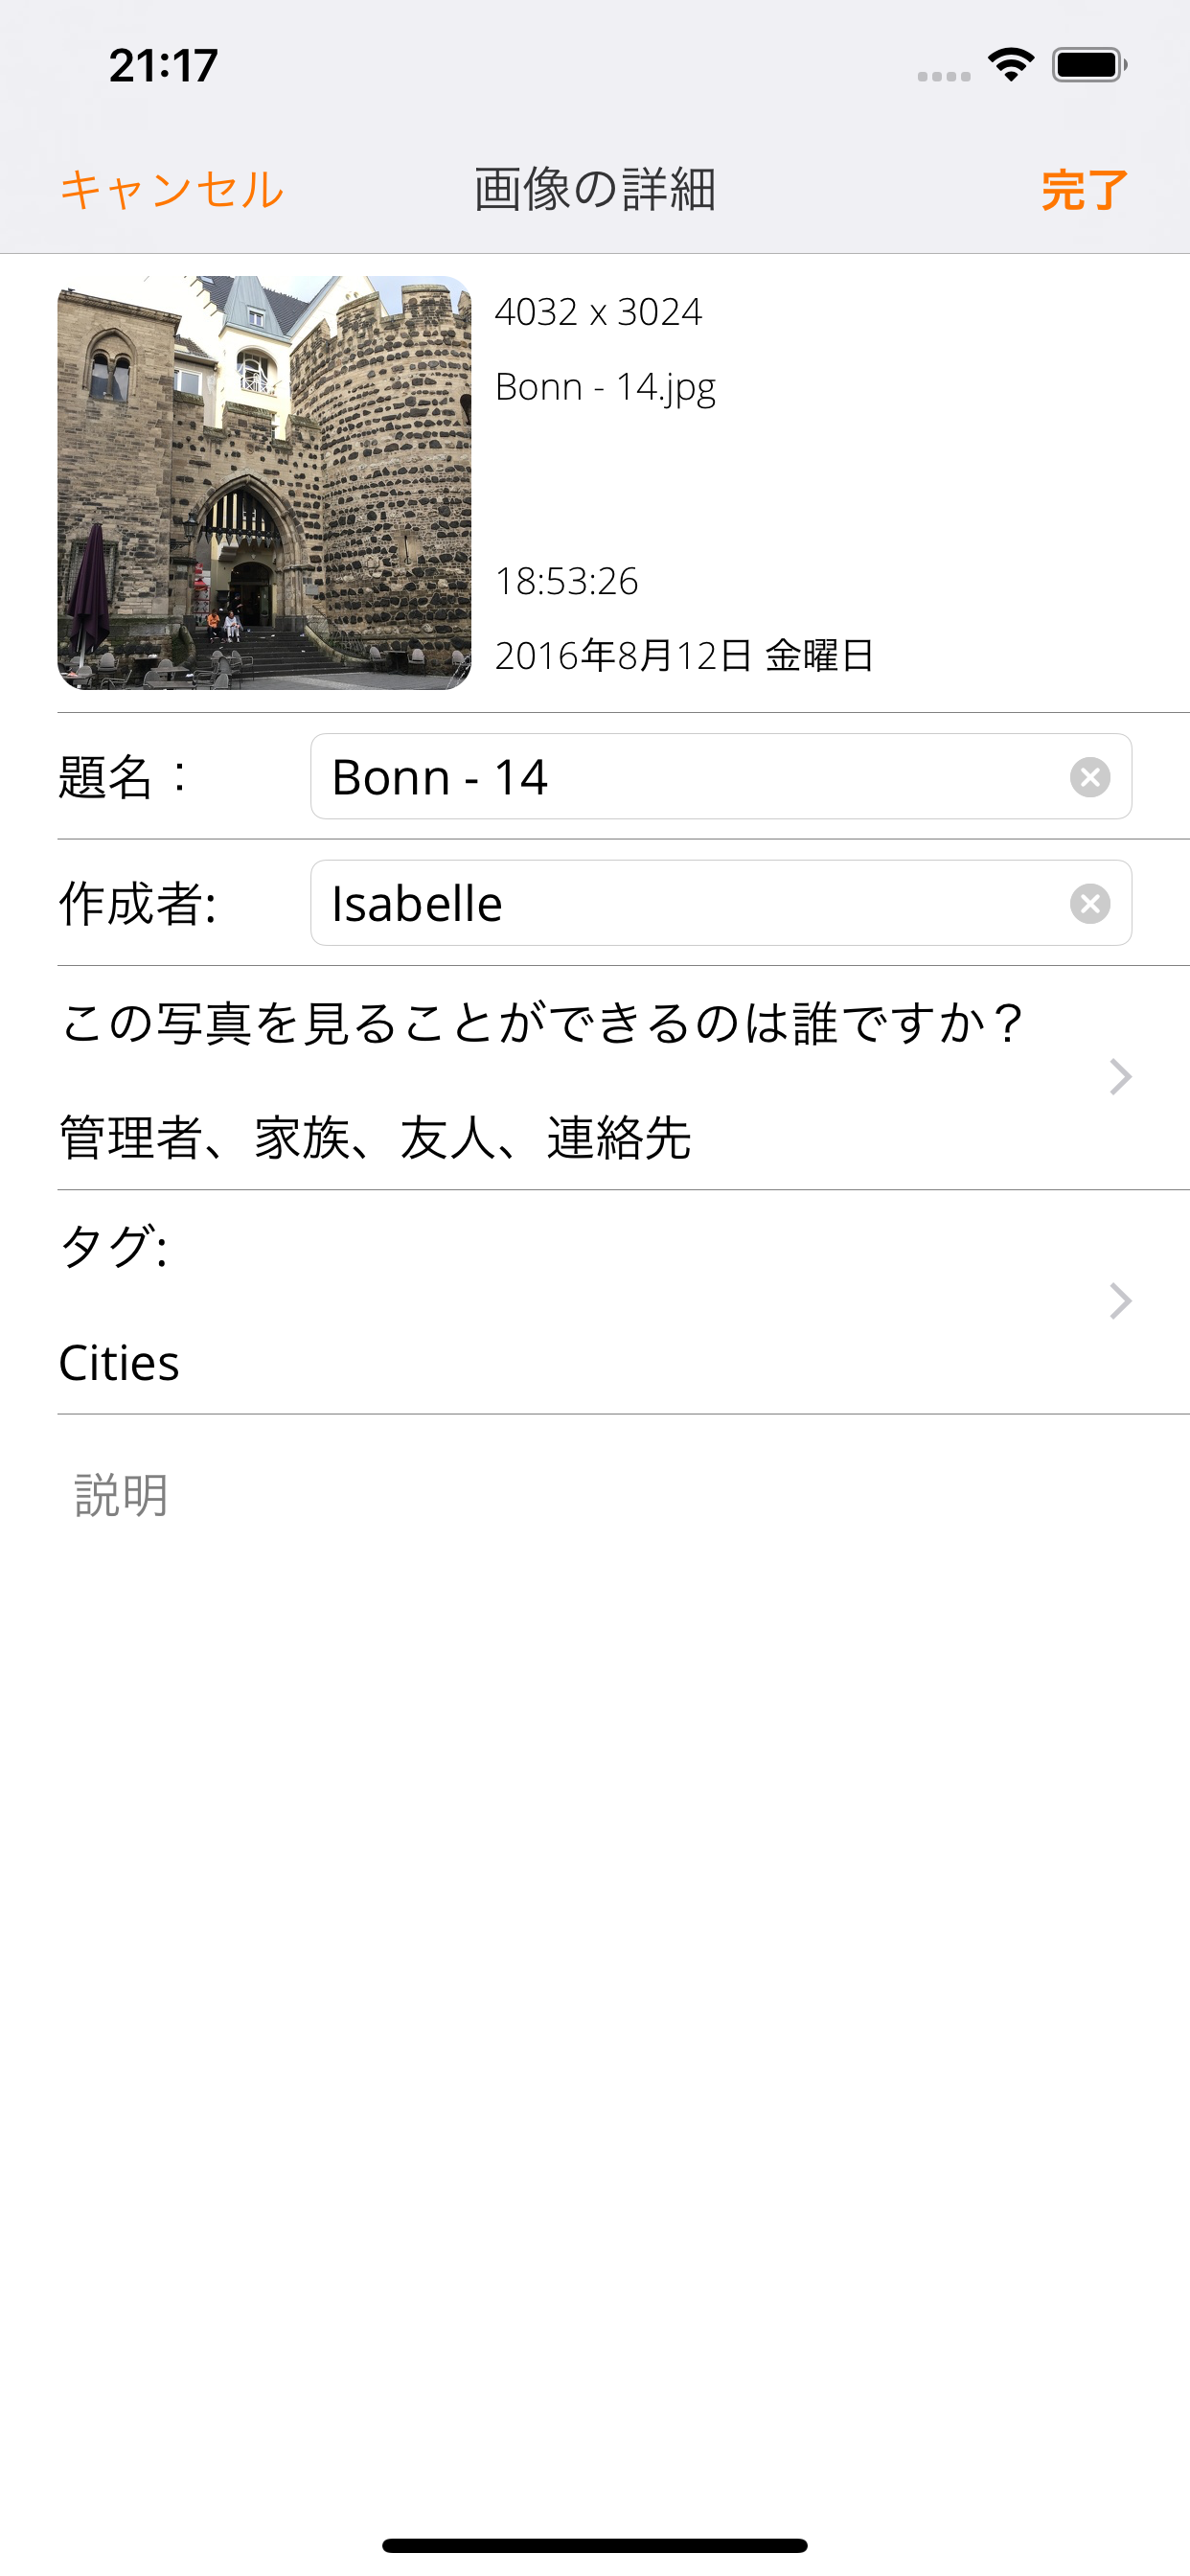 21:17
キャンセル 画像の詳細 完了
4032 x 3024
Bonn - 14.jpg
18:53:26
2016年8月12日 金曜日
題名： Bonn - 14
作成者: Isabelle
この写真を見ることができるのは誰ですか？
管理者、家族、友人、連絡先
タグ:
Cities
説明